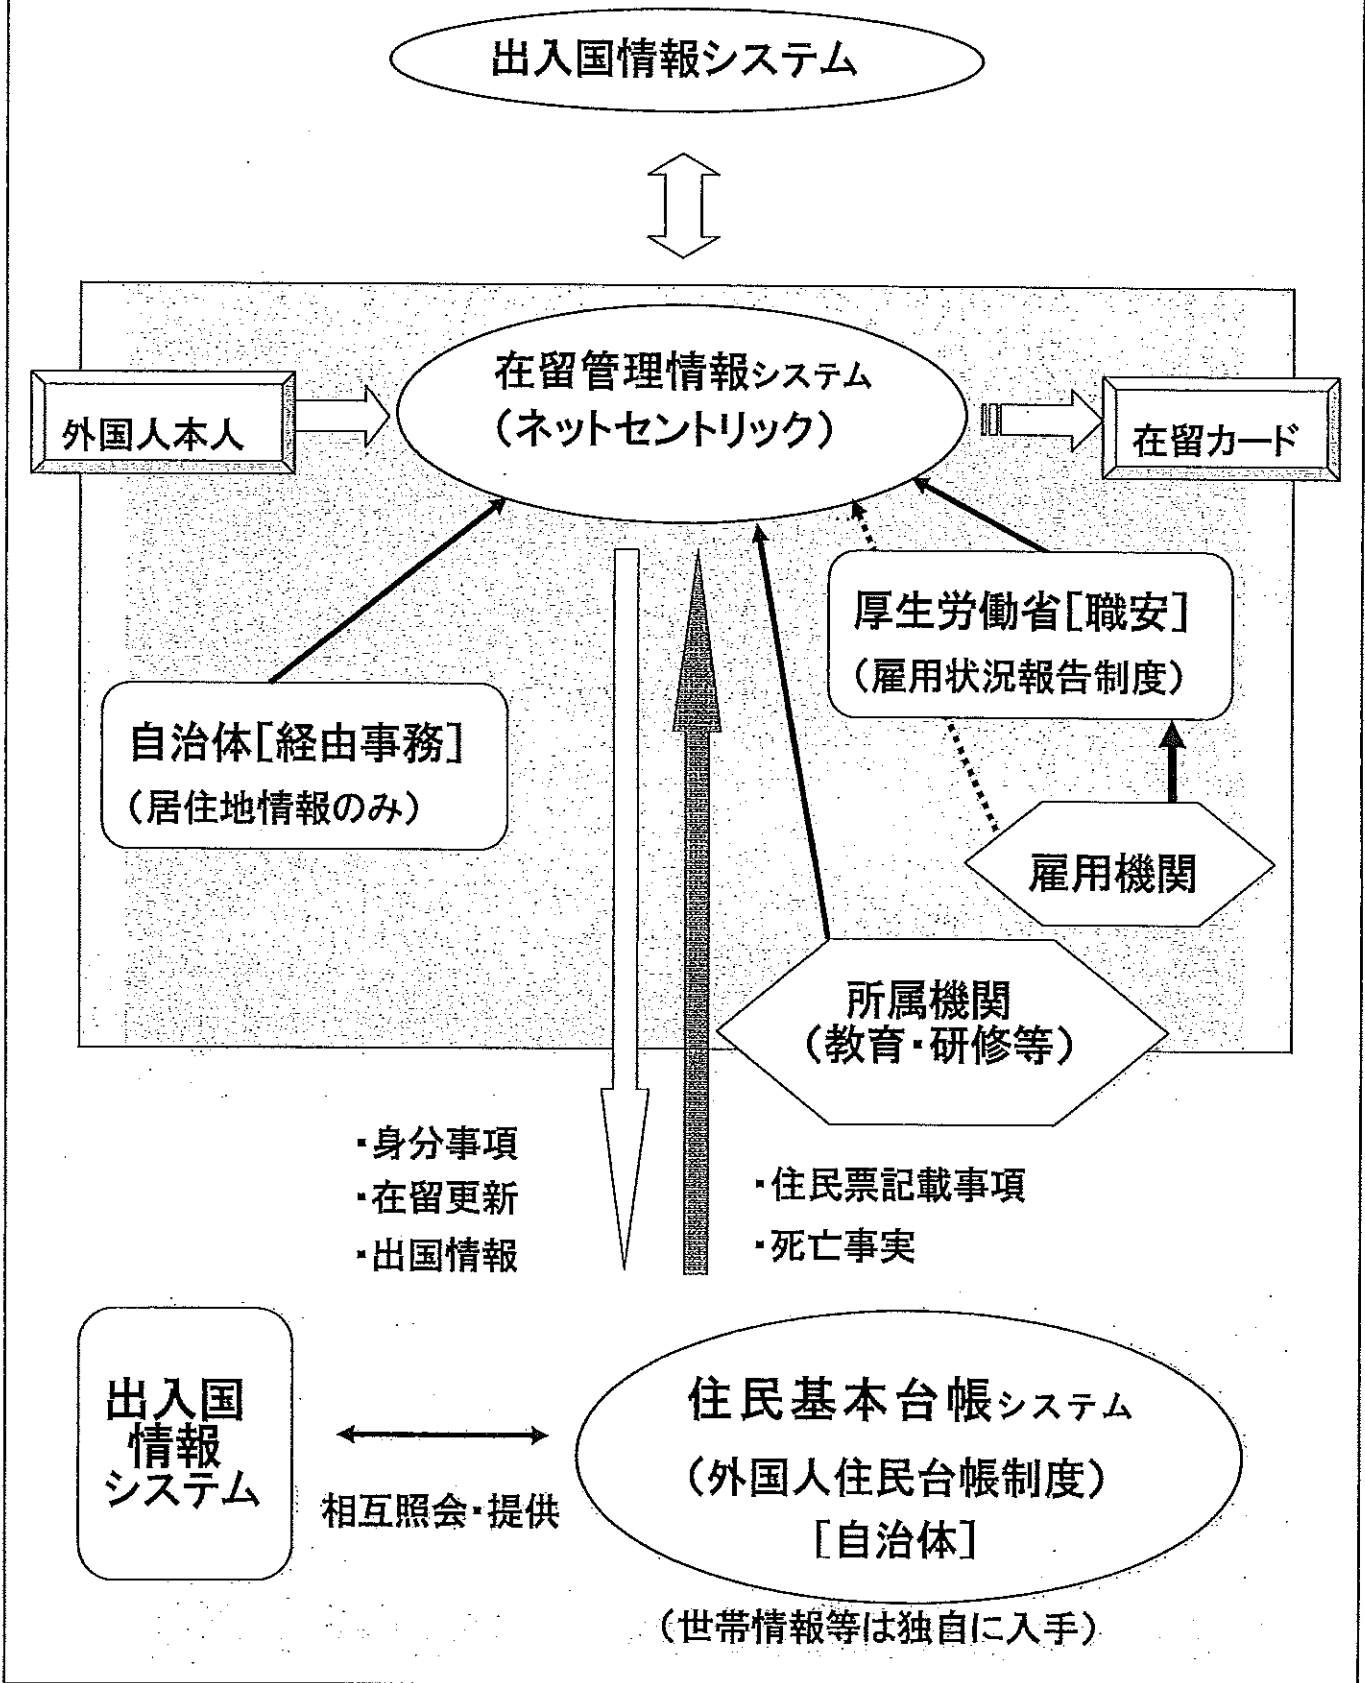 出入国情報システム
在留管理情報システム
（ネットセントリック）
外国人本人
在留カード
厚生労働省［職安］
（雇用状況報告制度）
自治体［経由事務］
（居住地情報のみ）
雇用機関
所属機関
（教育・研修等）
・身分事項
・在留更新
・出国情報
・住民票記載事項
・死亡事実
出入国
情報
システム
相互照会・提供
住民基本台帳システム
（外国人住民台帳制度）
［自治体］
（世帯情報等は独自に入手）